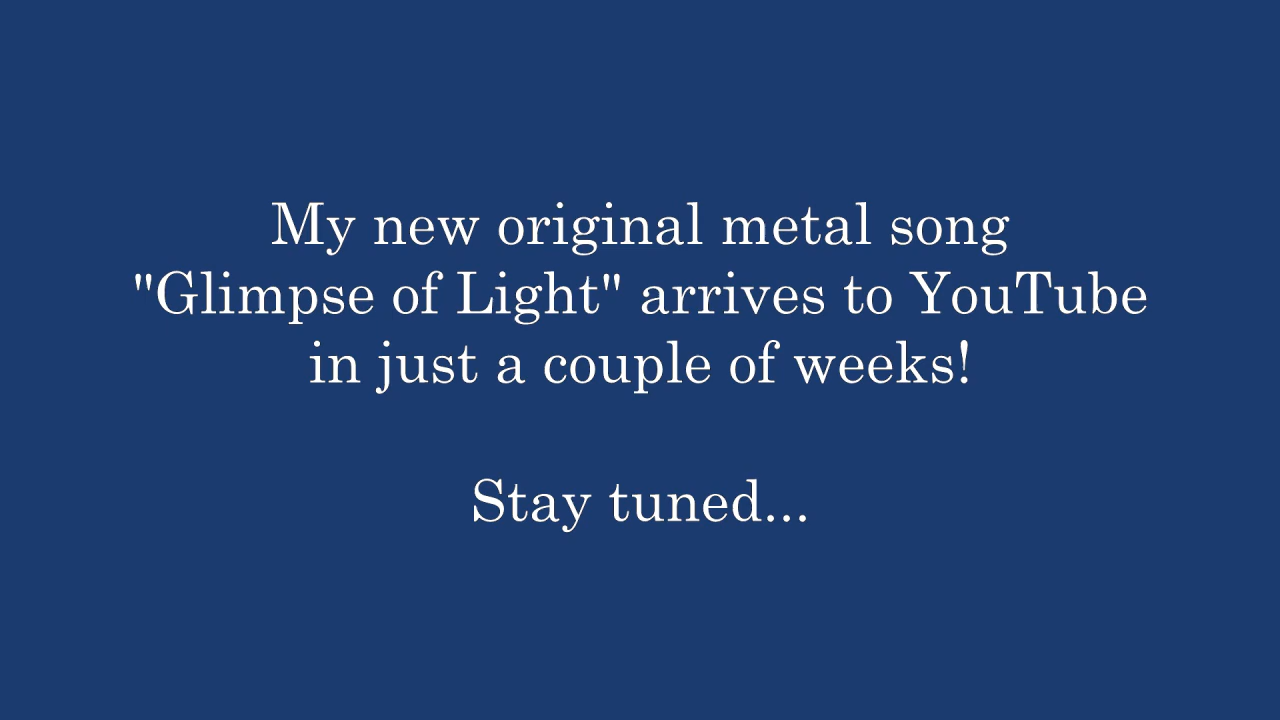 My new original metal song
"Glimpse of Light" arrives to YouTube
in just a couple of weeks!
Stay tuned...